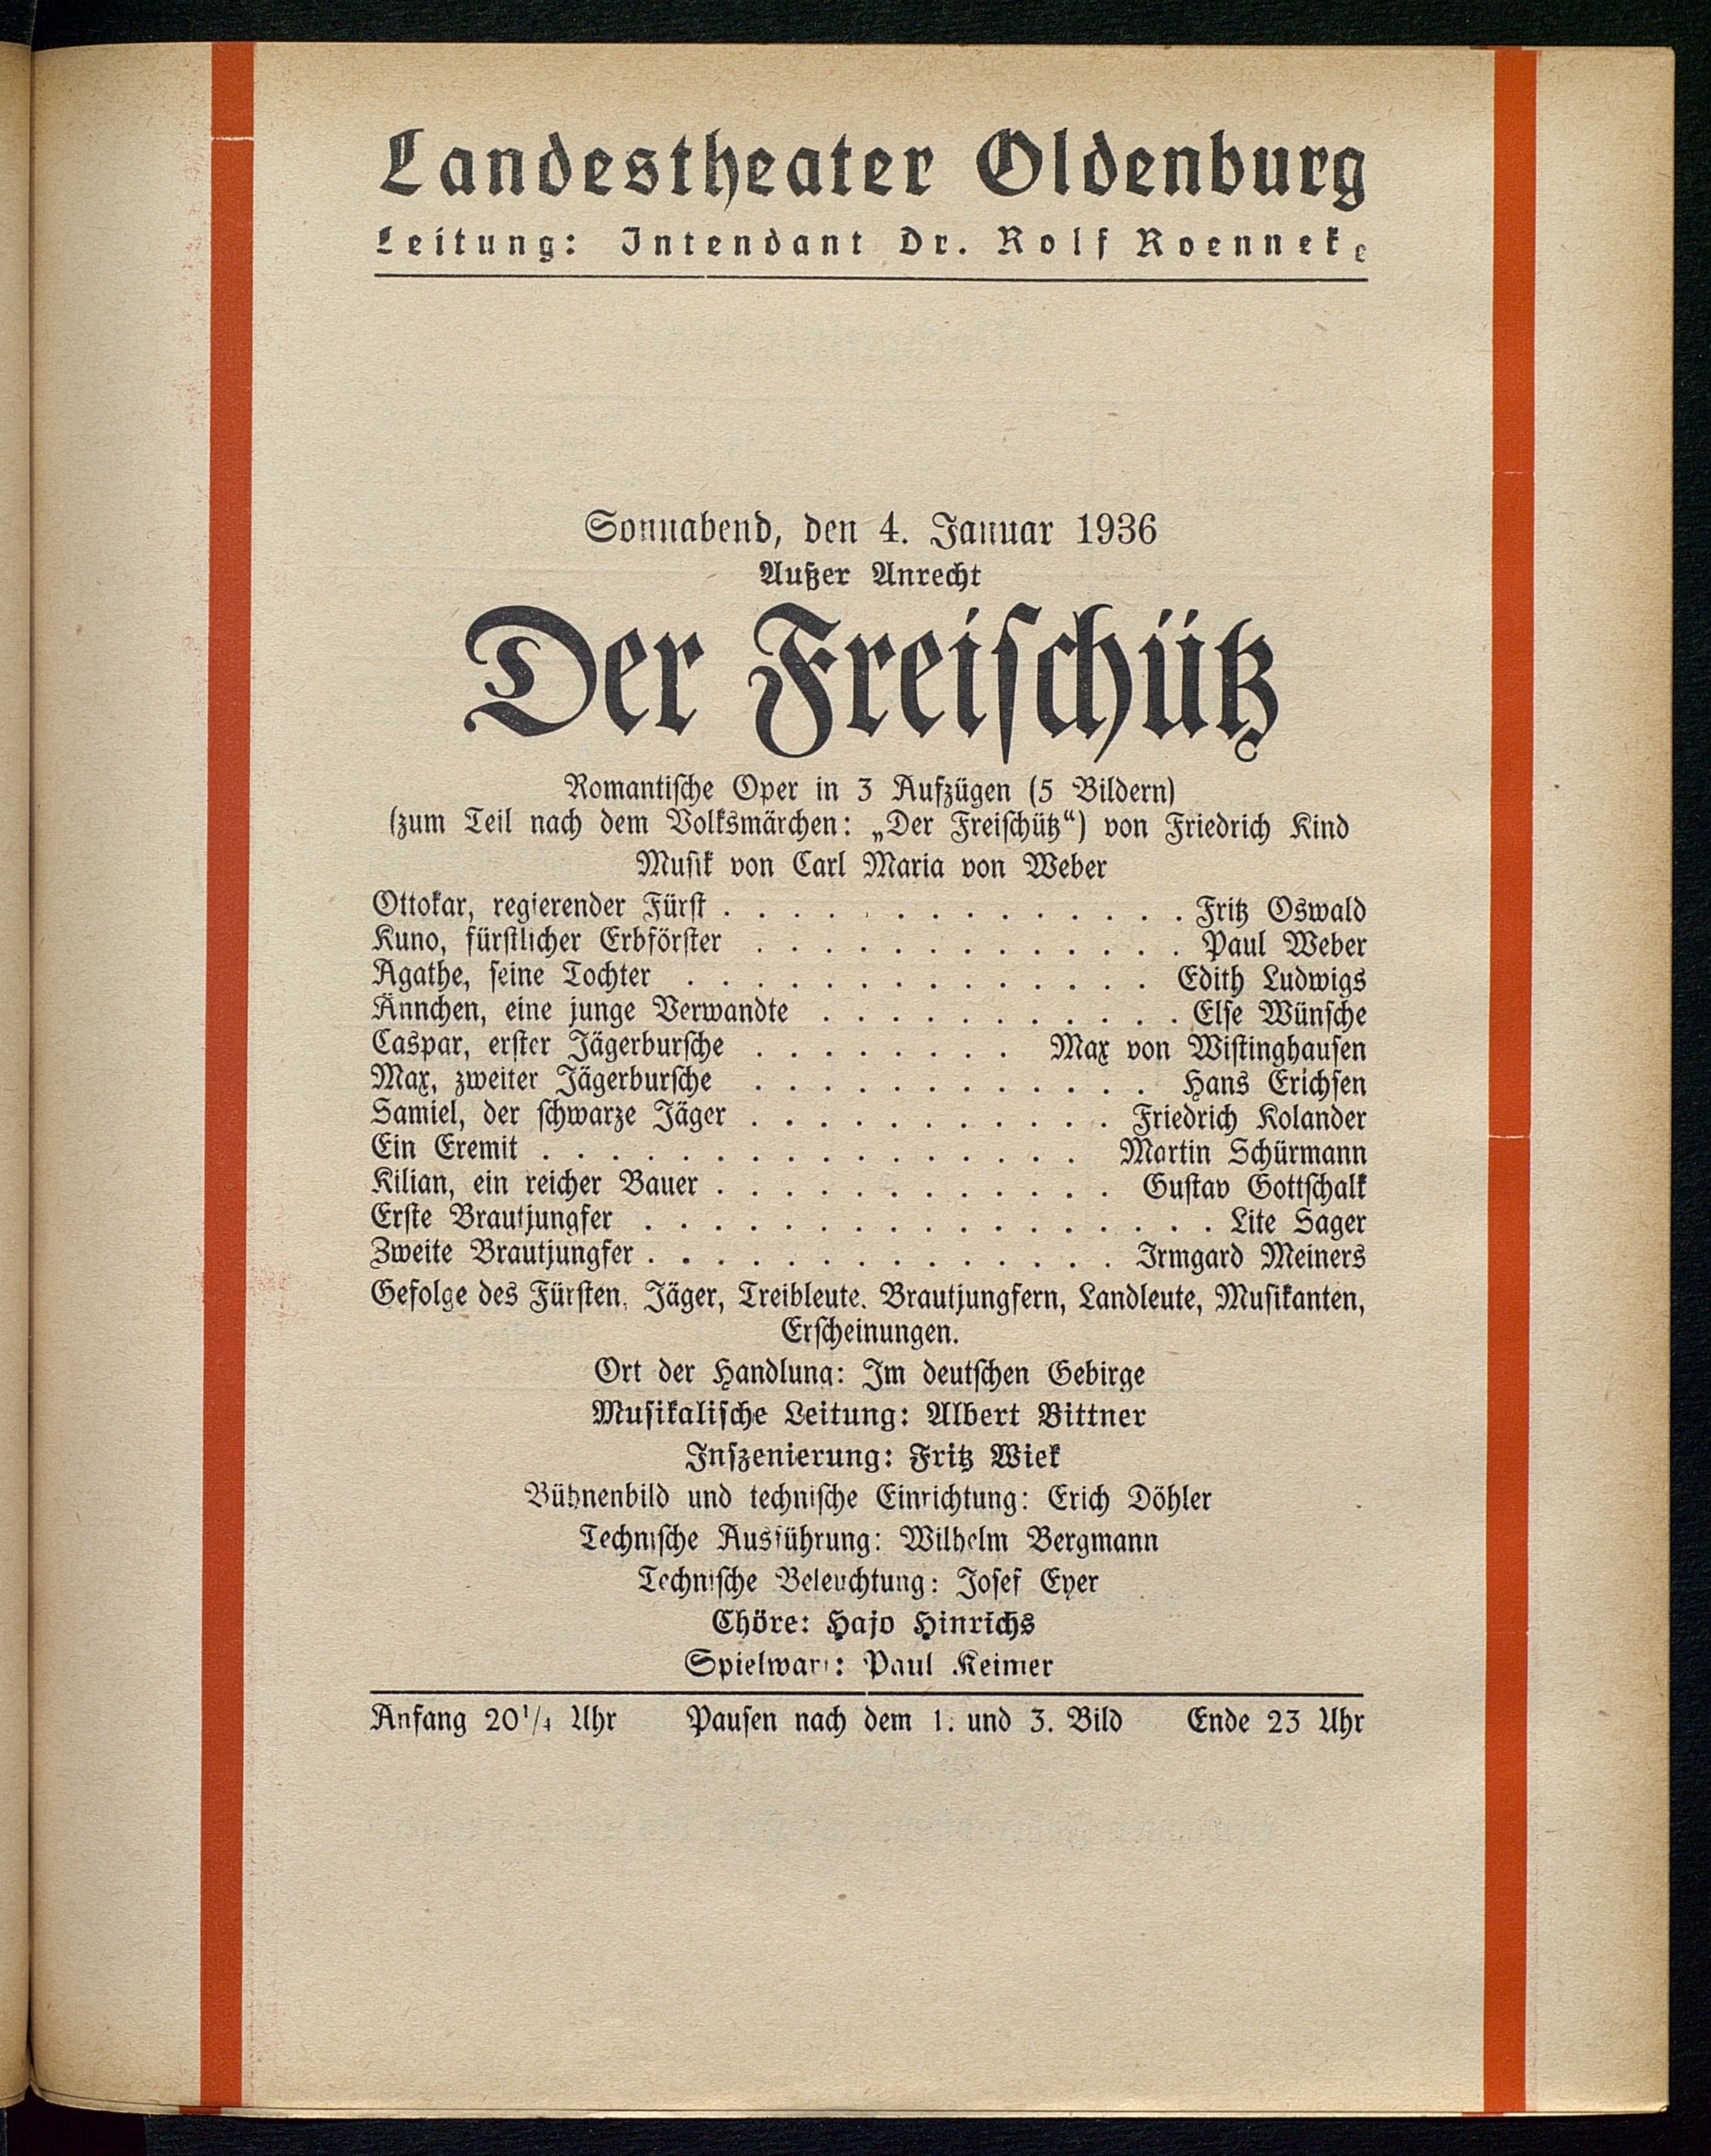 Landestheater Oldenburg
Leitung: Intendant Dr. Rolf Roenneke
Sonnabend, den 4. Januar 1936
Außer Anrecht
Der Freischütz
Romantische Oper in 3 Aufzügen (5 Bildern)
(zum Teil nach dem Volksmärchen: „Der Freischütz“) von Friedrich Kind
Musik von Carl Maria von Weber
Ottokar, regierender Fürst . . . . . . . . . . . . . . Fritz Oswald
Kuno, fürstlicher Erbförster . . . . . . . . . . . . . Paul Weber
Agathe, seine Tochter . . . . . . . . . . . . . . Edith Ludwigs
Ännchen, eine junge Verwandte . . . . . . . . . . . Else Wünsche
Caspar, erster Jägerbursche . . . . . . . . Max von Wistinghausen
Max, zweiter Jägerbursche . . . . . . . . . . . . Hans Erichsen
Samiel, der schwarze Jäger . . . . . . . . . . . Friedrich Kolander
Ein Eremit . . . . . . . . . . . . . . . . Martin Schürmann
Kilian, ein reicher Bauer . . . . . . . . . . . . Gustav Gottschalk
Erste Brautjungfer . . . . . . . . . . . . . . . . . Lite Sager
Zweite Brautjungfer . . . . . . . . . . . . . . Irmgard Meiners
Gefolge des Fürsten, Jäger, Treibleute. Brautjungfern, Landleute, Musikanten,
Erscheinungen.
Ort der Handlung: Im deutschen Gebirge
Musikalische Leitung: Albert Bittner
Inszenierung: Fritz Wiek
Bühnenbild und technische Einrichtung: Erich Döhler
Technische Ausführung: Wilhelm Bergmann
Technische Beleuchtung: Josef Eyer
Chöre: Hajo Hinrichs
Spielwart: Paul Keimer
Anfang 20¹/₄ Uhr Pausen nach dem 1. und 3. Bild Ende 23 Uhr